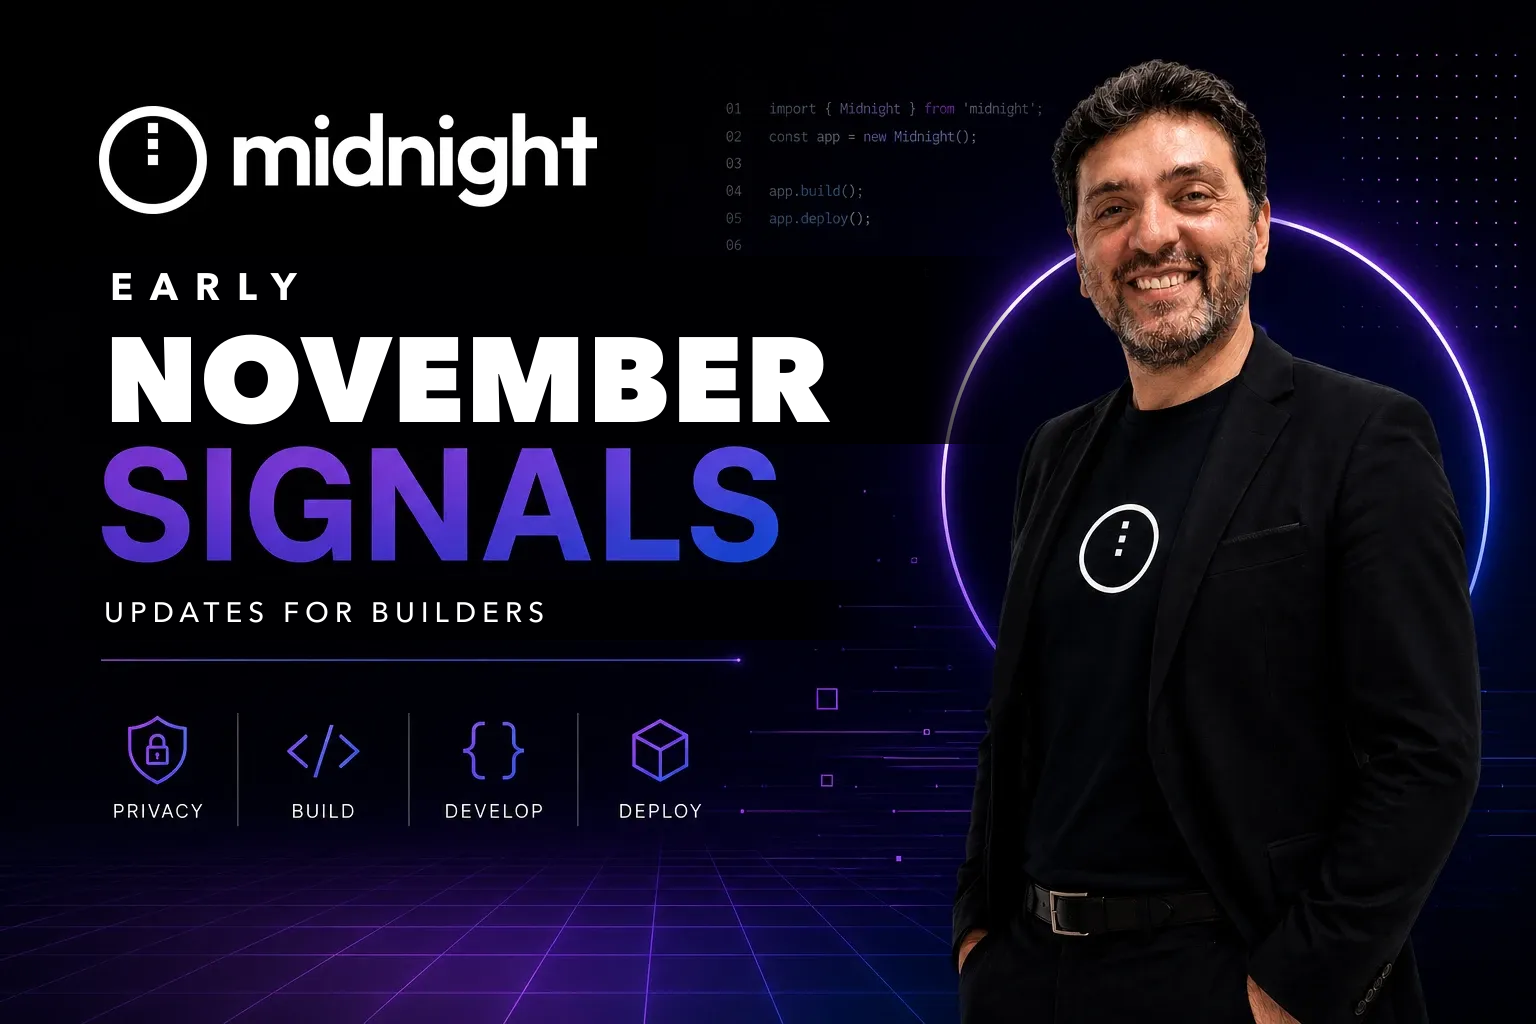 midnight
EARLY
NOVEMBER
SIGNALS
UPDATES FOR BUILDERS
PRIVACY
BUILD
DEVELOP
DEPLOY
01 import { Midnight } from 'midnight';
02 const app = new Midnight();
03
04 app.build();
05 app.deploy();
06